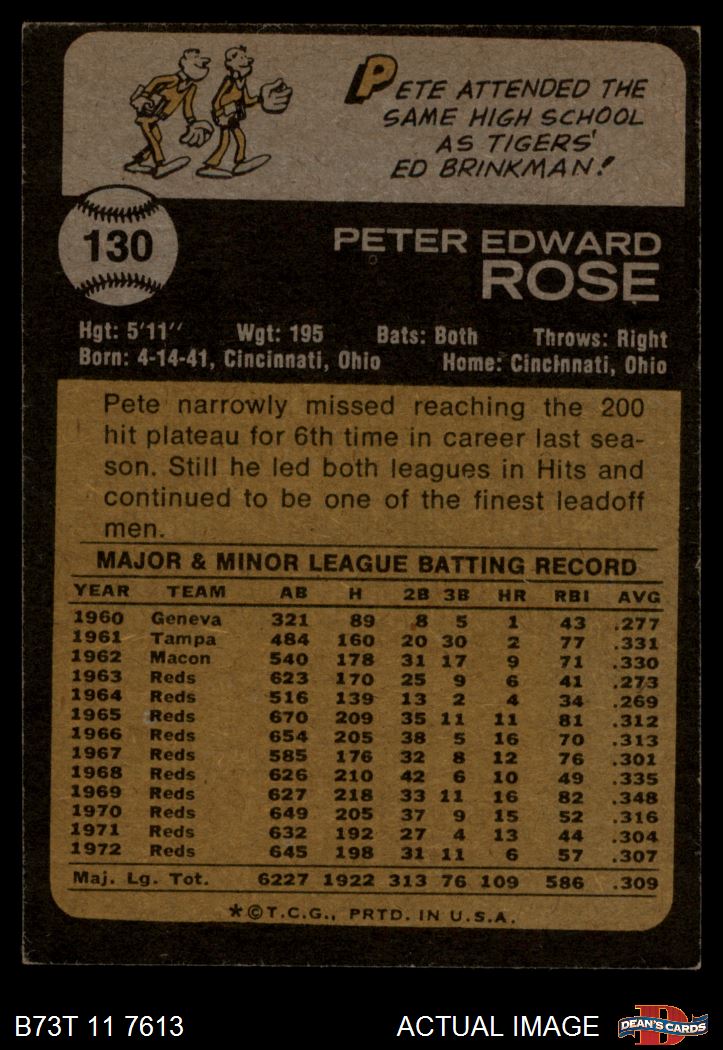 PETE ATTENDED THE
SAME HIGH SCHOOL
AS TIGERS'
ED BRINKMAN!
130
PETER EDWARD
ROSE
Hgt: 5'11" Wgt: 195 Bats: Both Throws: Right
Born: 4-14-41, Cincinnati, Ohio Home: Cincinnati, Ohio
Pete narrowly missed reaching the 200
hit plateau for 6th time in career last sea-
son. Still he led both leagues in Hits and
continued to be one of the finest leadoff
men.
MAJOR & MINOR LEAGUE BATTING RECORD
YEAR TEAM AB H 2B 3B HR RBI AVG
1960 Geneva 321 89 8 5 1 43 .277
1961 Tampa 484 160 20 30 2 77 .331
1962 Macon 540 178 31 17 9 71 .330
1963 Reds 623 170 25 9 6 41 .273
1964 Reds 516 139 13 2 4 34 .269
1965 Reds 670 209 35 11 11 81 .312
1966 Reds 654 205 38 5 16 70 .313
1967 Reds 585 176 32 8 12 76 .301
1968 Reds 626 210 42 6 10 49 .335
1969 Reds 627 218 33 11 16 82 .348
1970 Reds 649 205 37 9 15 52 .316
1971 Reds 632 192 27 4 13 44 .304
1972 Reds 645 198 31 11 6 57 .307
Maj. Lg. Tot. 6227 1922 313 76 109 586 .309
*©T.C.G., PRTD. IN U.S.A.
B73T 11 7613 ACTUAL IMAGE
D
DEAN'S CARDS